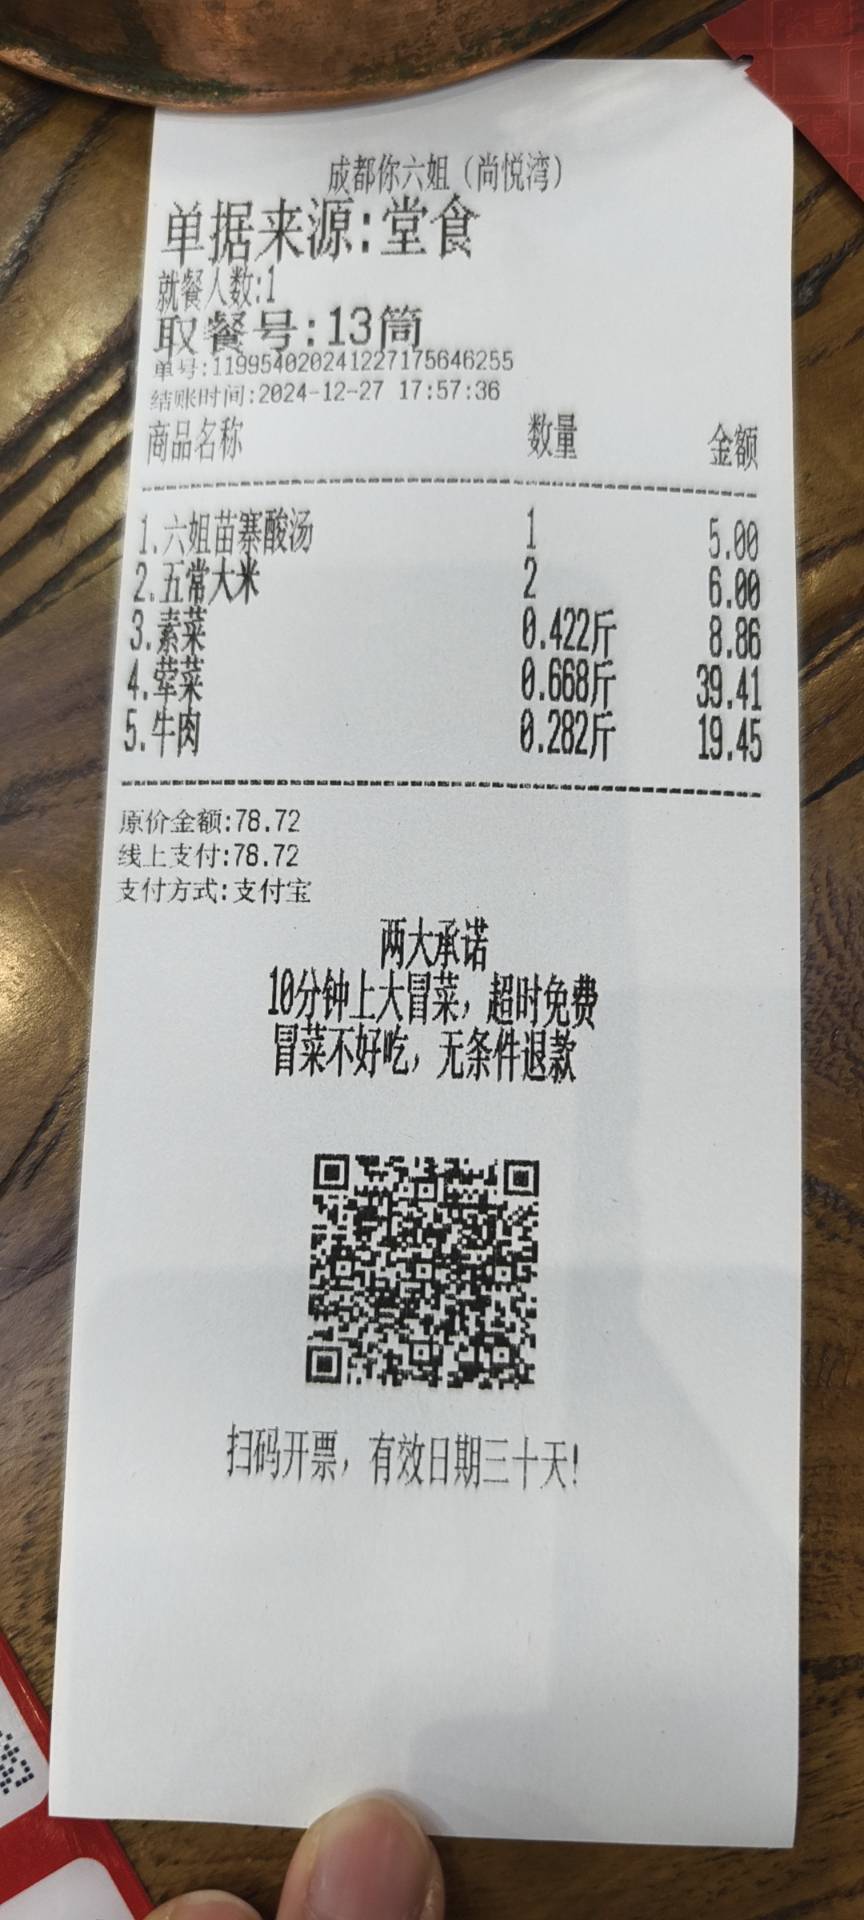 成都你六姐（尚悦湾）
单据来源:堂食
就餐人数:1
取餐号:13筒
单号:119954020241227175646255
结账时间:2024-12-27 17:57:36
商品名称 数量 金额
1.六姐苗寨酸汤 1 5.00
2.五常大米 2 6.00
3.素菜 0.422斤 8.86
4.荤菜 0.668斤 39.41
5.牛肉 0.282斤 19.45
原价金额:78.72
线上支付:78.72
支付方式:支付宝
两大承诺
10分钟上大冒菜，超时免费
冒菜不好吃，无条件退款
扫码开票，有效日期三十天!